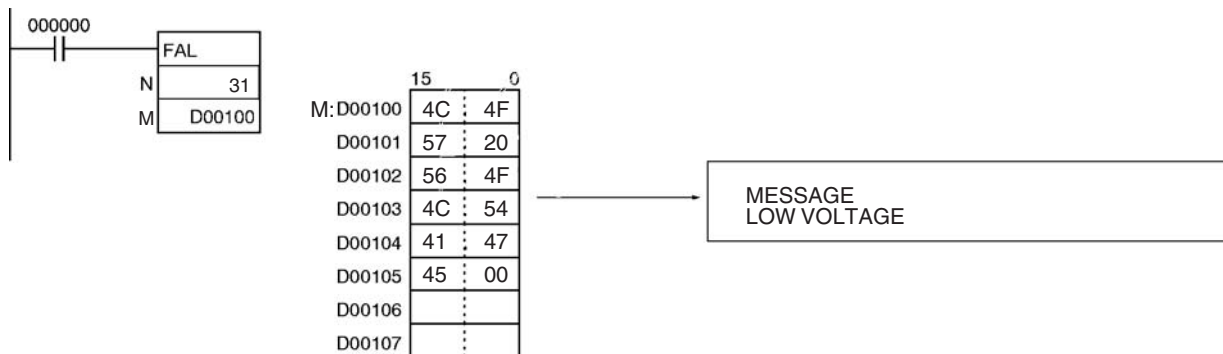 000000
FAL
N 31
M D00100
15 0
M: D00100 4C 4F
D00101 57 20
D00102 56 4F
D00103 4C 54
D00104 41 47
D00105 45 00
D00106
D00107
MESSAGE
LOW VOLTAGE